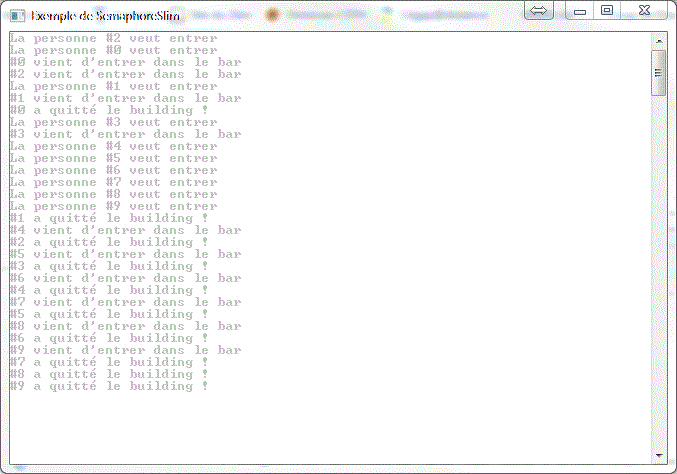 Exemple de SemaphoreSlim
La personne #2 veut entrer
La personne #0 veut entrer
#0 vient d'entrer dans le bar
#2 vient d'entrer dans le bar
La personne #1 veut entrer
#1 vient d'entrer dans le bar
#0 a quitté le building !
La personne #3 veut entrer
#3 vient d'entrer dans le bar
La personne #4 veut entrer
La personne #5 veut entrer
La personne #6 veut entrer
La personne #7 veut entrer
La personne #8 veut entrer
La personne #9 veut entrer
#1 a quitté le building !
#4 vient d'entrer dans le bar
#2 a quitté le building !
#5 vient d'entrer dans le bar
#3 a quitté le building !
#6 vient d'entrer dans le bar
#4 a quitté le building !
#7 vient d'entrer dans le bar
#5 a quitté le building !
#8 vient d'entrer dans le bar
#6 a quitté le building !
#9 vient d'entrer dans le bar
#7 a quitté le building !
#8 a quitté le building !
#9 a quitté le building !